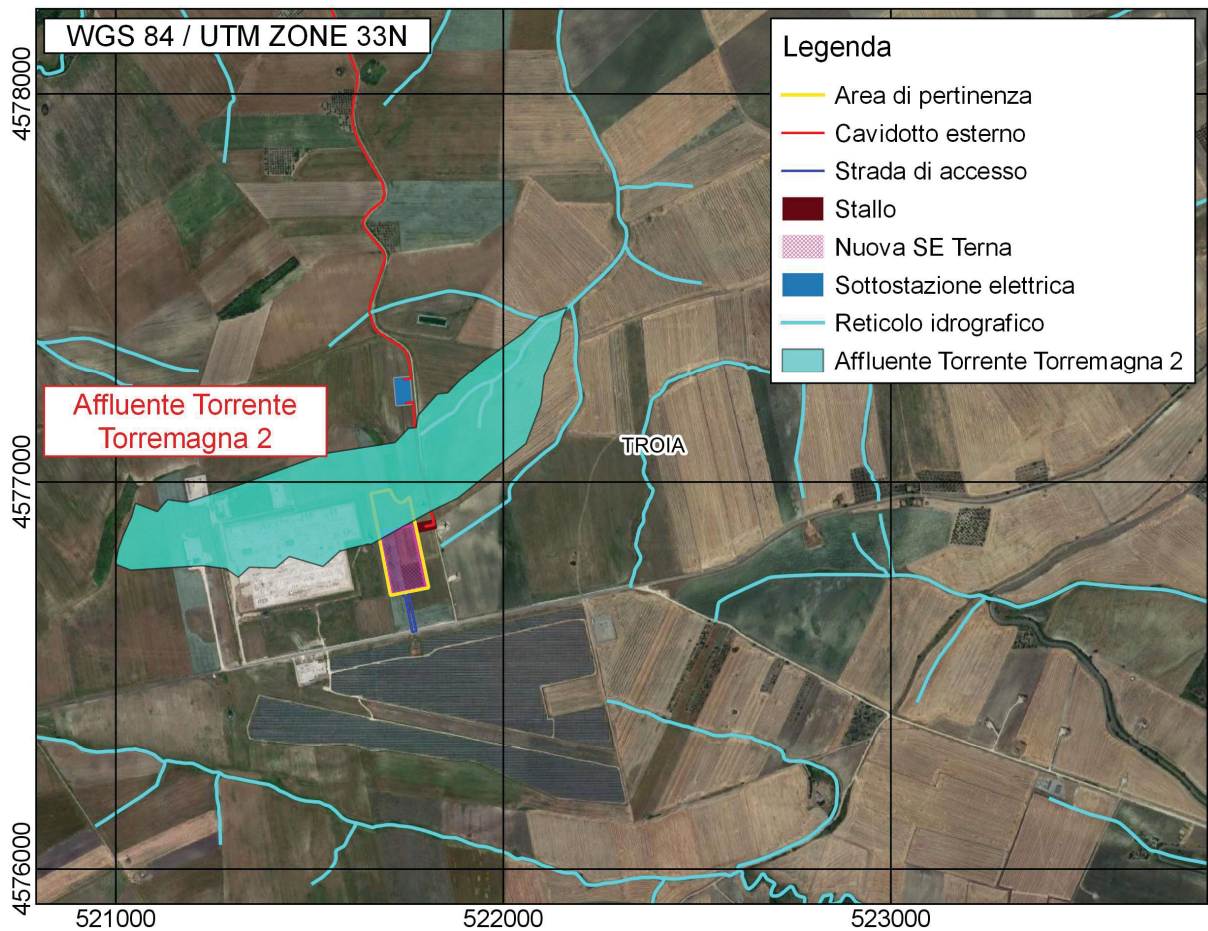 WGS 84 / UTM ZONE 33N
Legenda
Area di pertinenza
Cavidotto esterno
Strada di accesso
Stallo
Nuova SE Terna
Sottostazione elettrica
Reticolo idrografico
Affluente Torrente Torremagna 2
Affluente Torrente
Torremagna 2
TROIA
4578000
4577000
4576000
521000
522000
523000